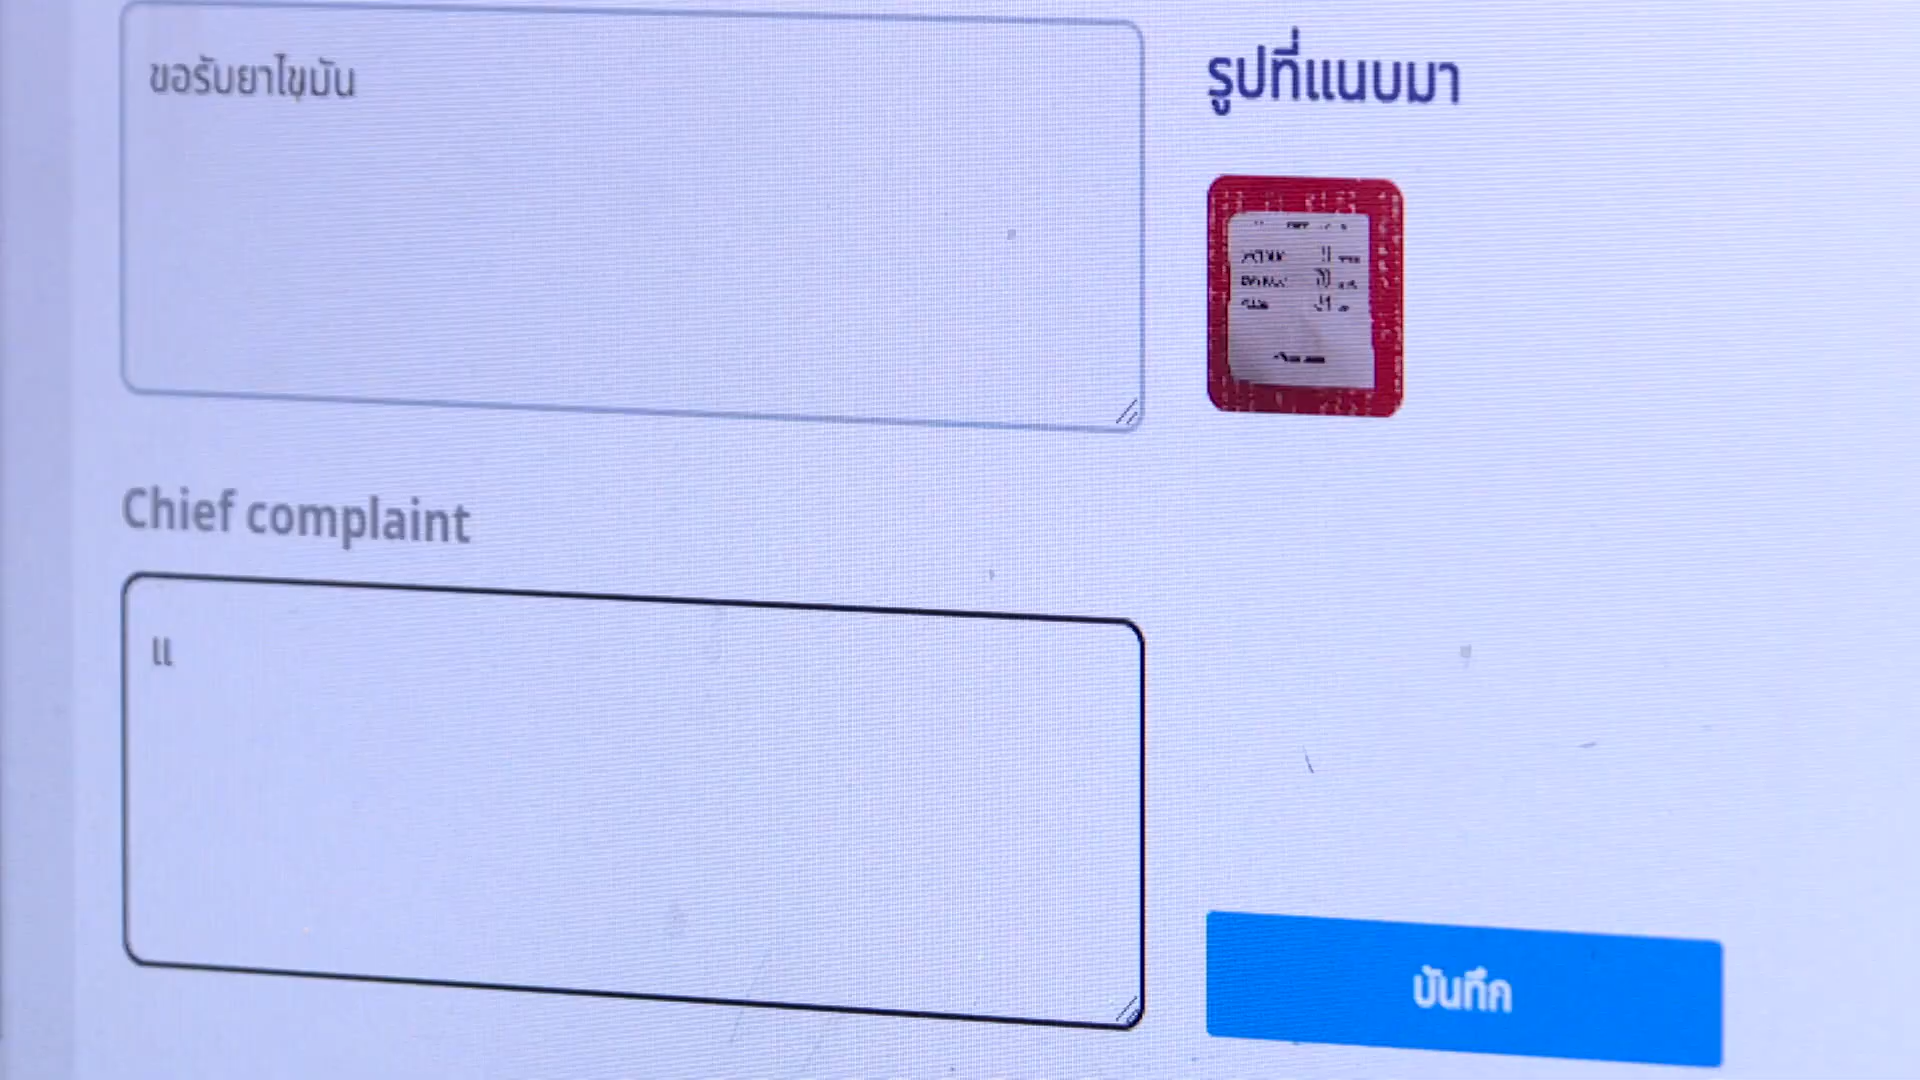 ขอรับยาไขมัน
รูปที่แนบมา
Chief complaint
แ
บันทึก